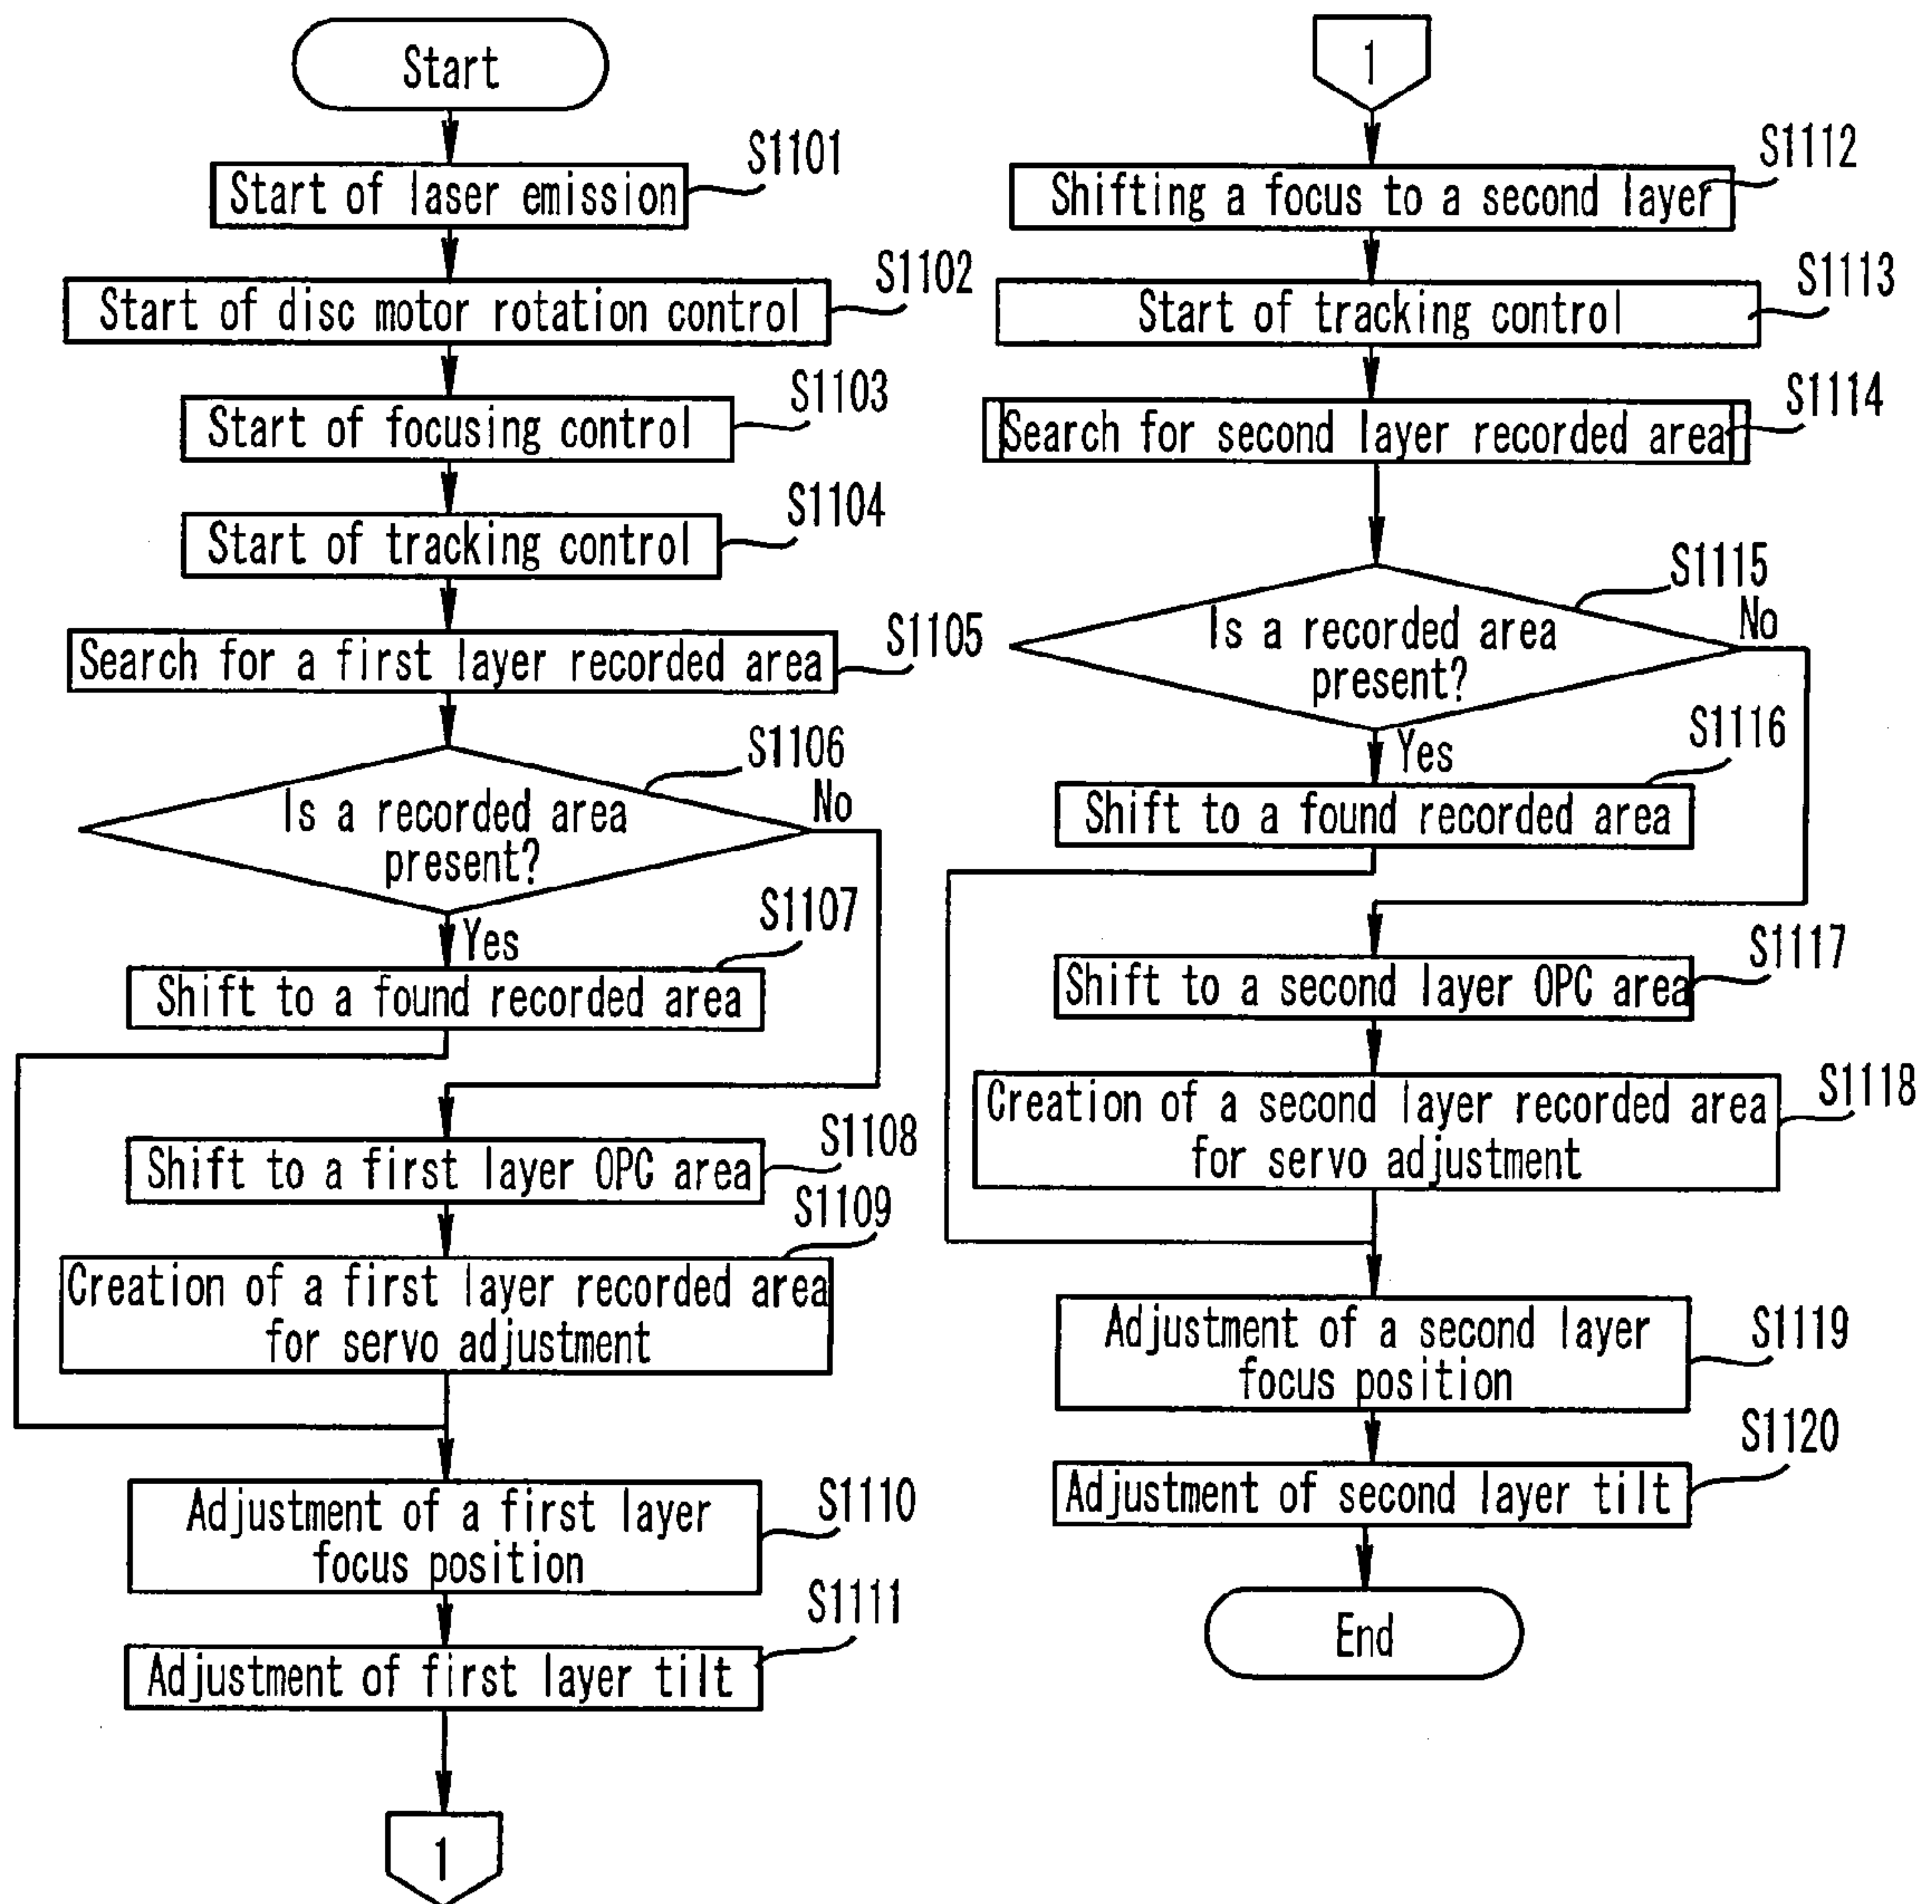 Start
S1101
Start of laser emission
S1102
Start of disc motor rotation control
S1103
Start of focusing control
S1104
Start of tracking control
S1105
Search for a first layer recorded area
S1106
Is a recorded area
present?
No
Yes
S1107
Shift to a found recorded area
S1108
Shift to a first layer OPC area
S1109
Creation of a first layer recorded area
for servo adjustment
S1110
Adjustment of a first layer
focus position
S1111
Adjustment of first layer tilt
1
1
S1112
Shifting a focus to a second layer
S1113
Start of tracking control
S1114
Search for second layer recorded area
S1115
Is a recorded area
present?
No
Yes
S1116
Shift to a found recorded area
S1117
Shift to a second layer OPC area
S1118
Creation of a second layer recorded area
for servo adjustment
S1119
Adjustment of a second layer
focus position
S1120
Adjustment of second layer tilt
End